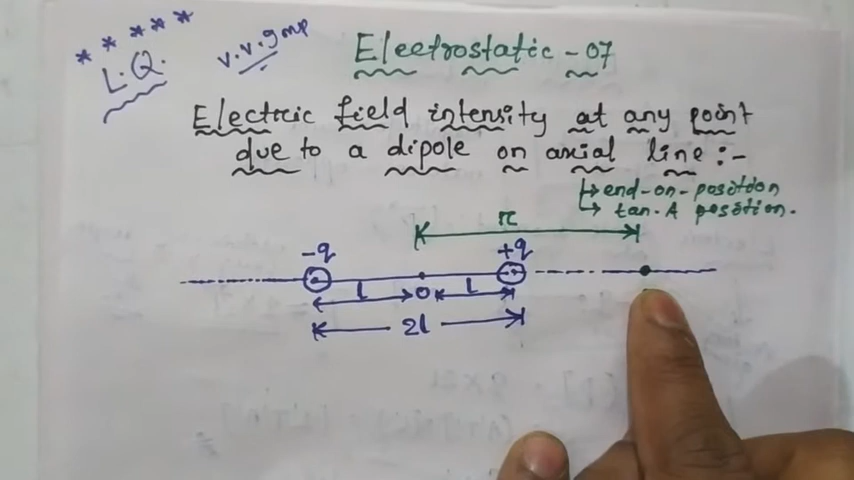 * * * * *
L.Q.
v.v.gmp
Electrostatic - 07
Electric field intensity at any point
due to a dipole on axial line :-
↳ end-on-position
↳ tan.A position.
r
-q
+q
l
O
l
2l